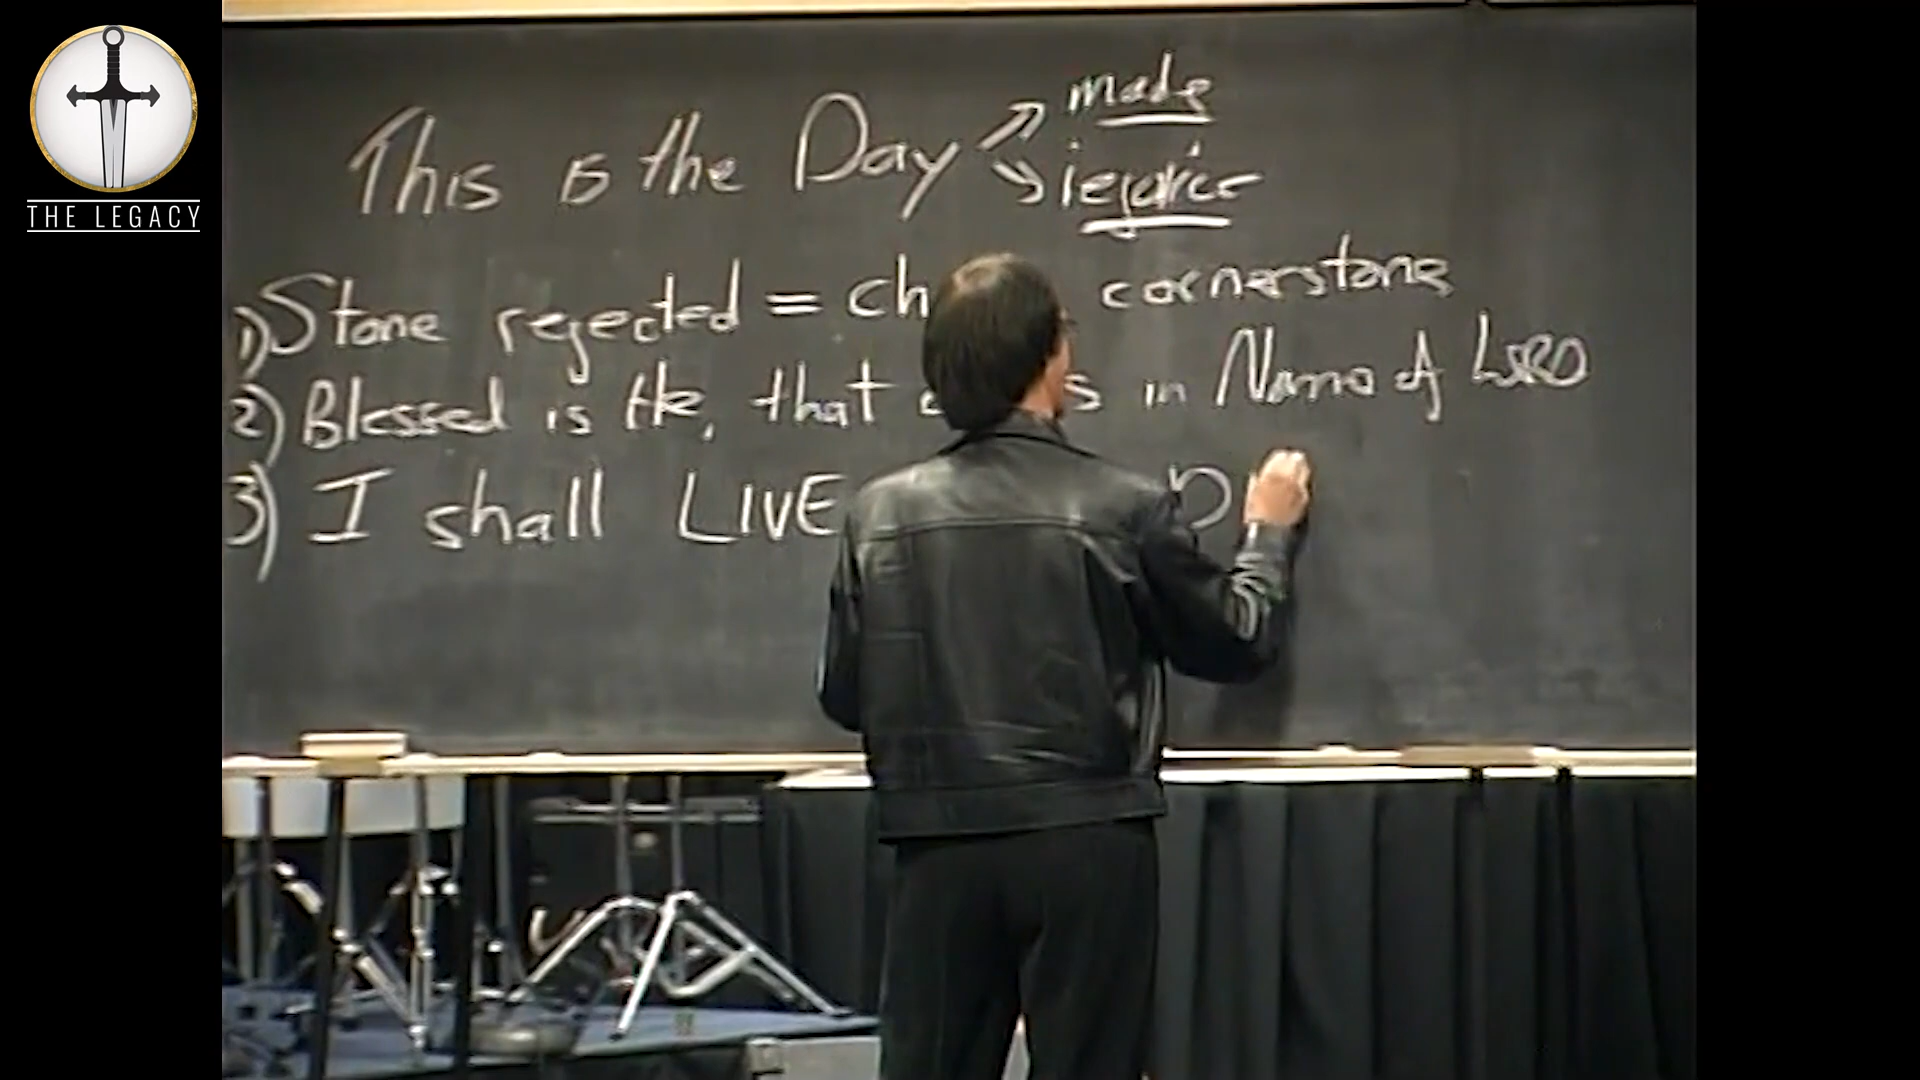 THE LEGACY
made
This is the Day
rejoice
1) Stone rejected = ch cornerstone
2) Blessed is He, that s in Name of LORD
3) I shall LIVE D